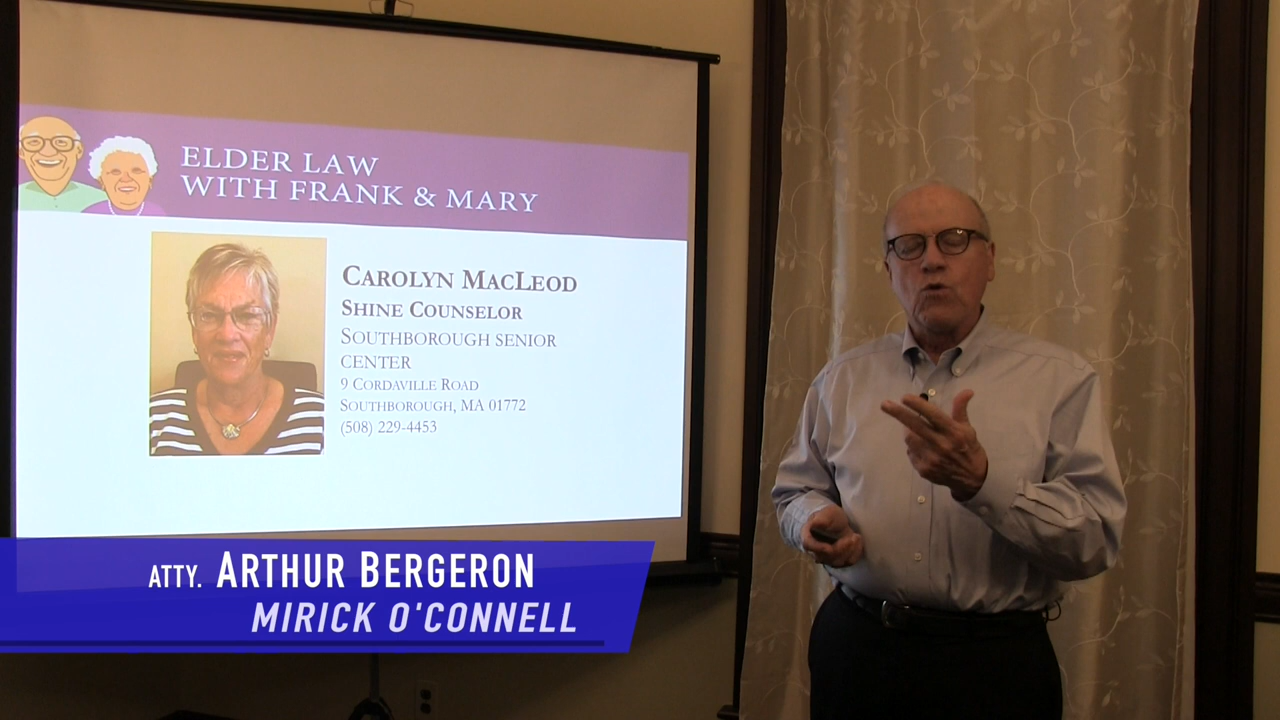 ELDER LAW
WITH FRANK & MARY
CAROLYN MACLEOD
SHINE COUNSELOR
SOUTHBOROUGH SENIOR
CENTER
9 CORDAVILLE ROAD
SOUTHBOROUGH, MA 01772
(508) 229-4453
ATTY. ARTHUR BERGERON
MIRICK O'CONNELL